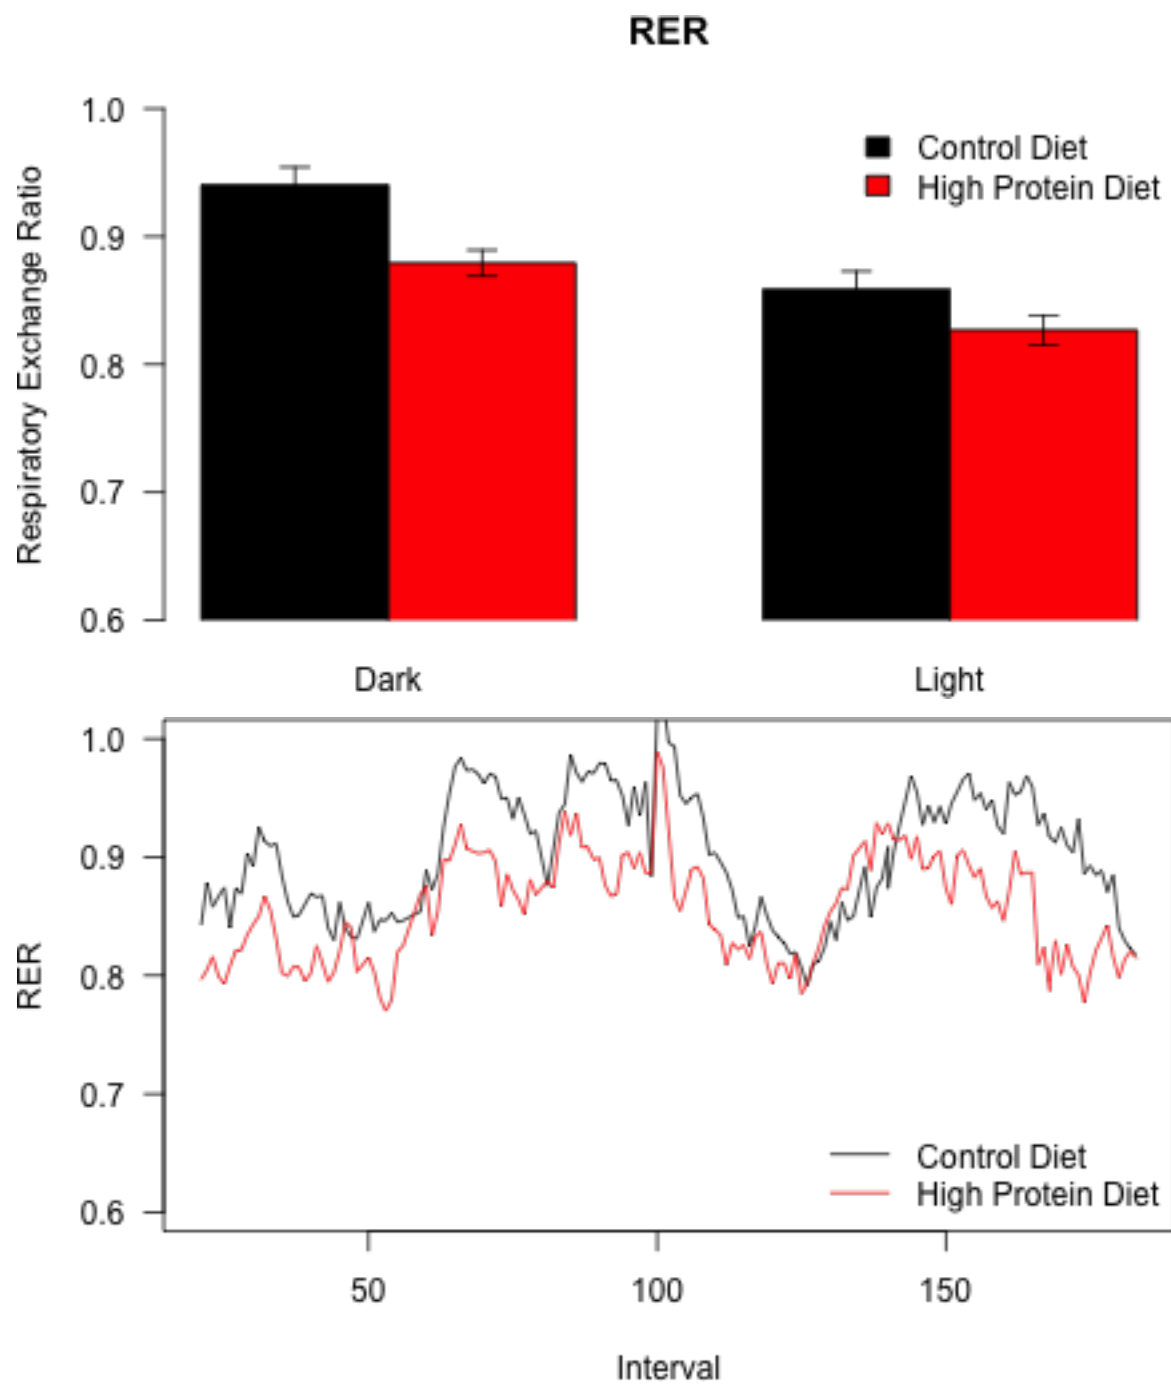 RER
Respiratory Exchange Ratio
1.0
0.9
0.8
0.7
0.6
Control Diet
High Protein Diet
Dark Light
RER
1.0
0.9
0.8
0.7
0.6
Control Diet
High Protein Diet
50 100 150
Interval